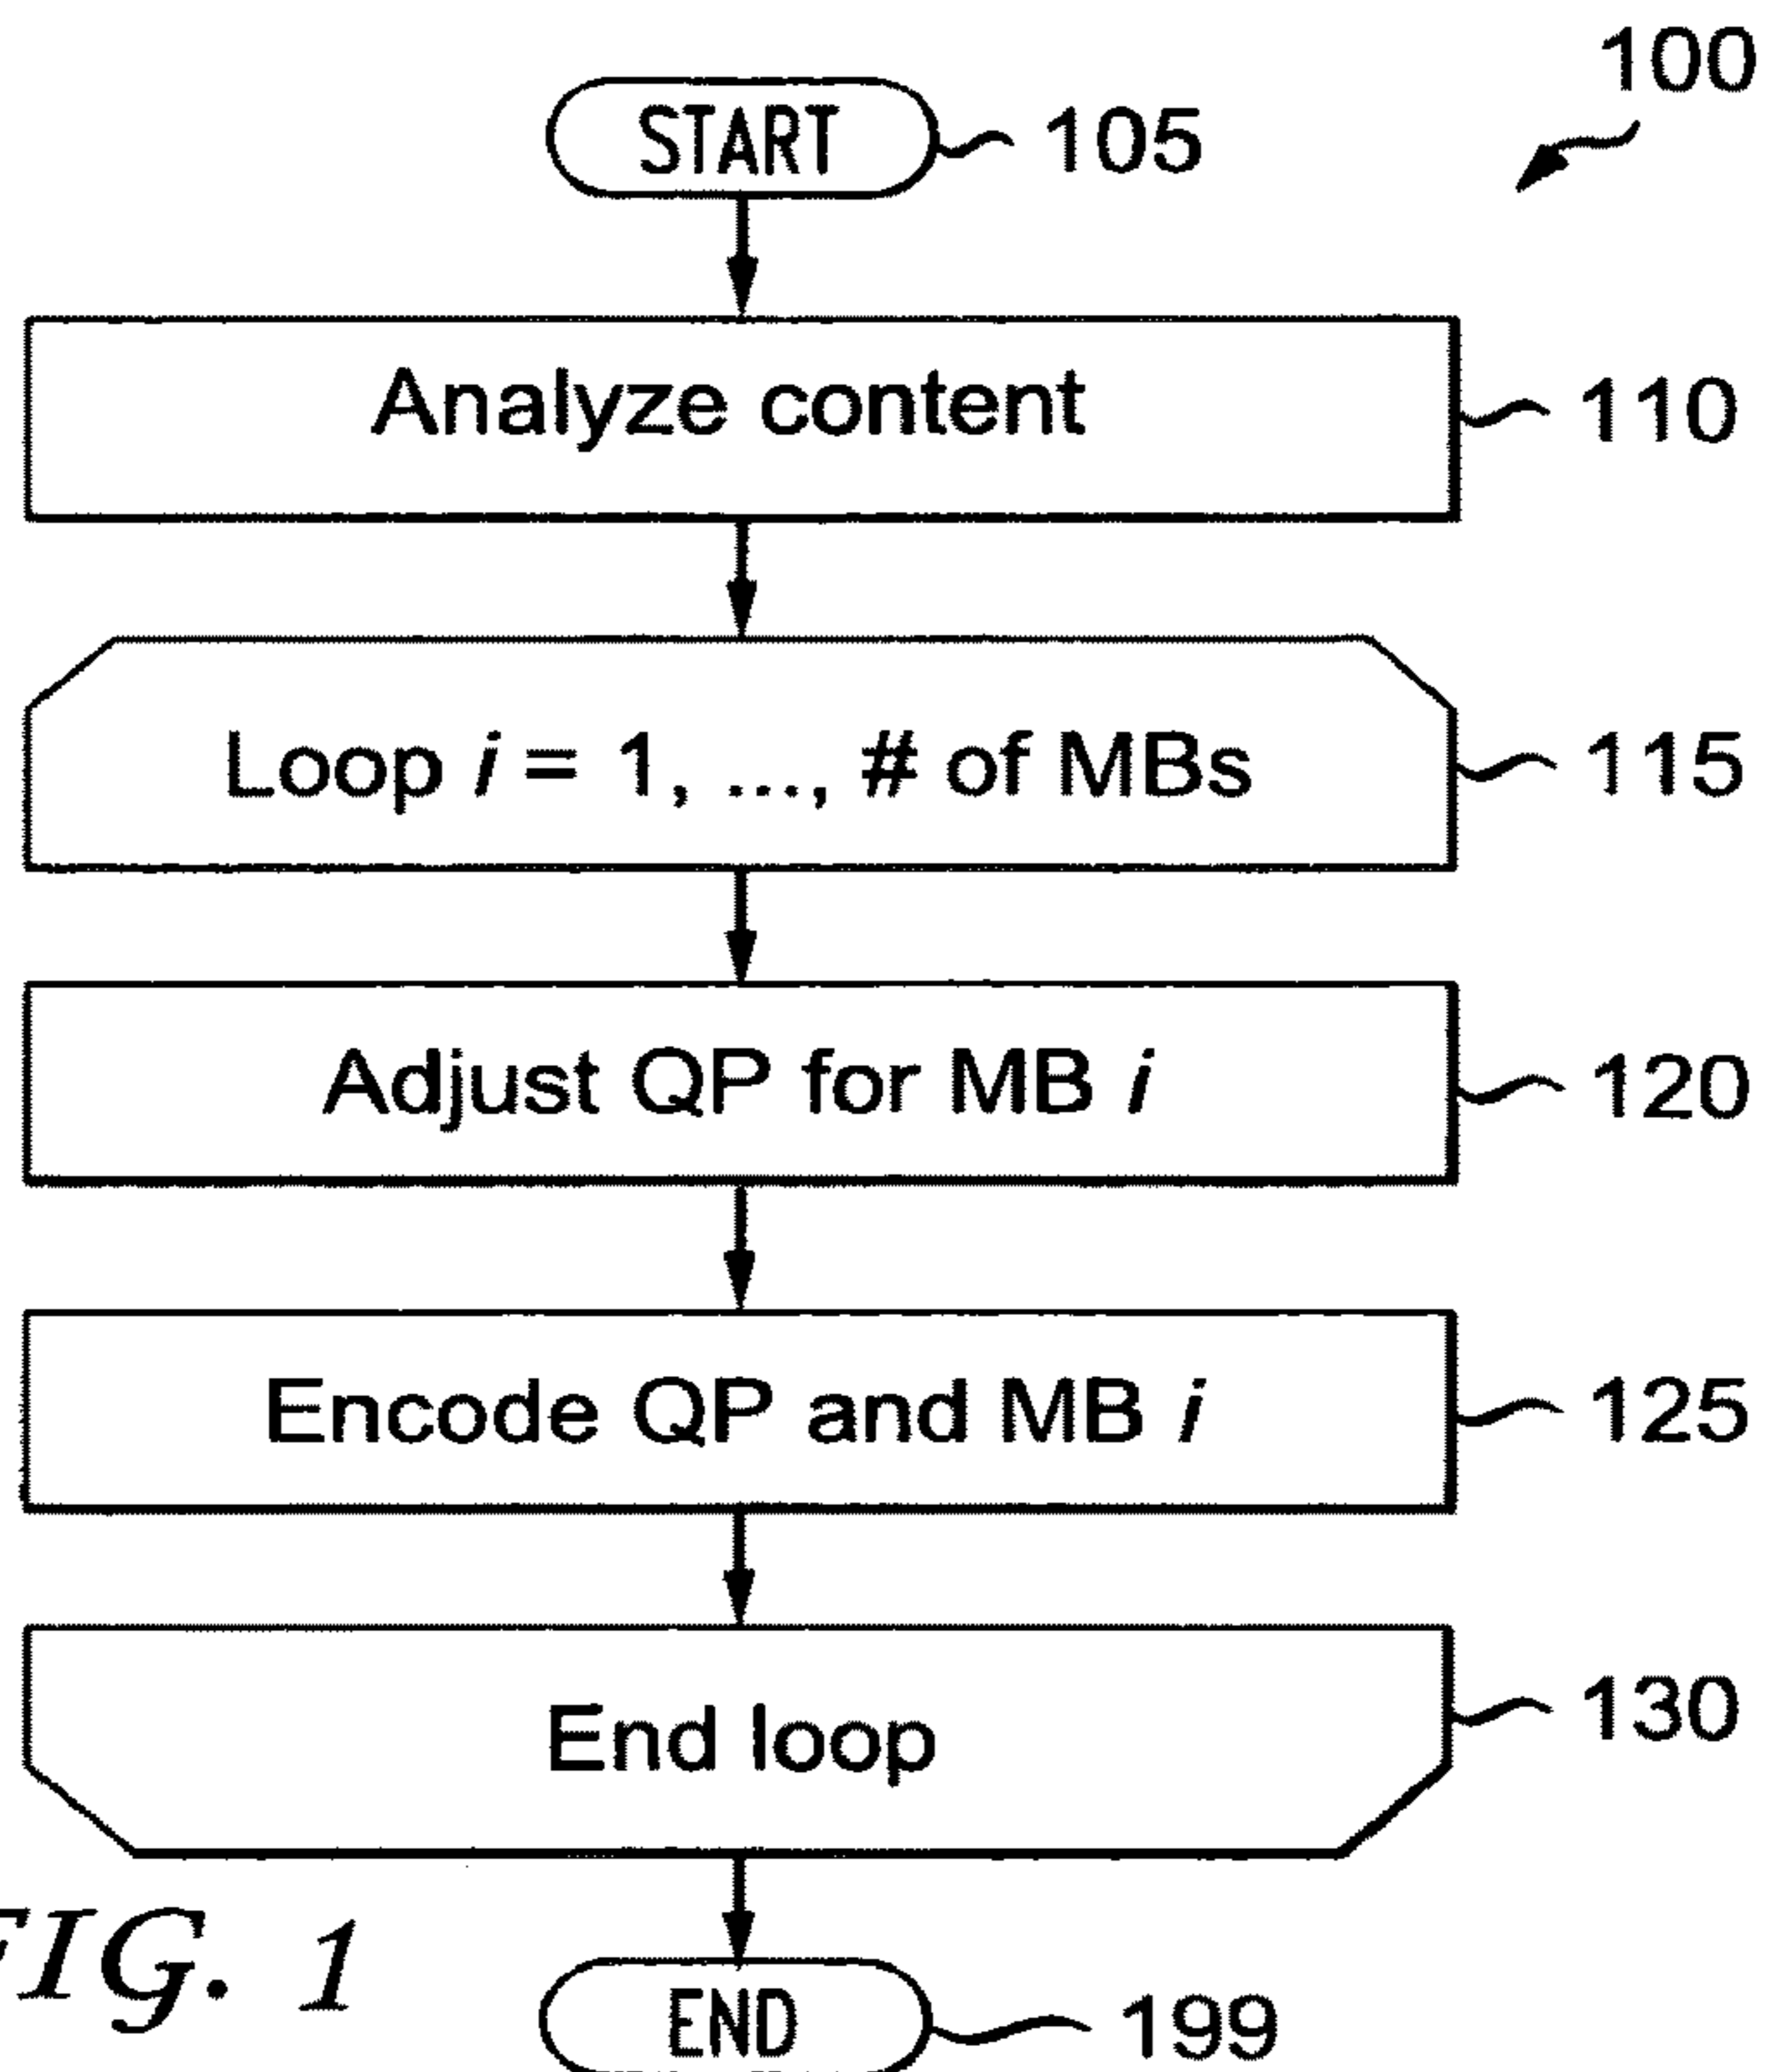 100
START 105
Analyze content 110
Loop i = 1, ..., # of MBs 115
Adjust QP for MB i 120
Encode QP and MB i 125
End loop 130
FIG. 1
END 199